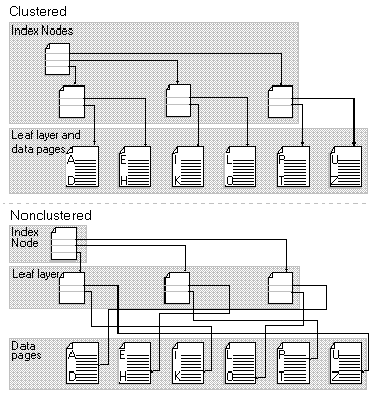 Clustered
Index Nodes
Leaf layer and
data pages
A E I L P U
D H K O T Z
Nonclustered
Index
Node
Leaf layer
Data
pages
A E I L P U
D H K O T Z